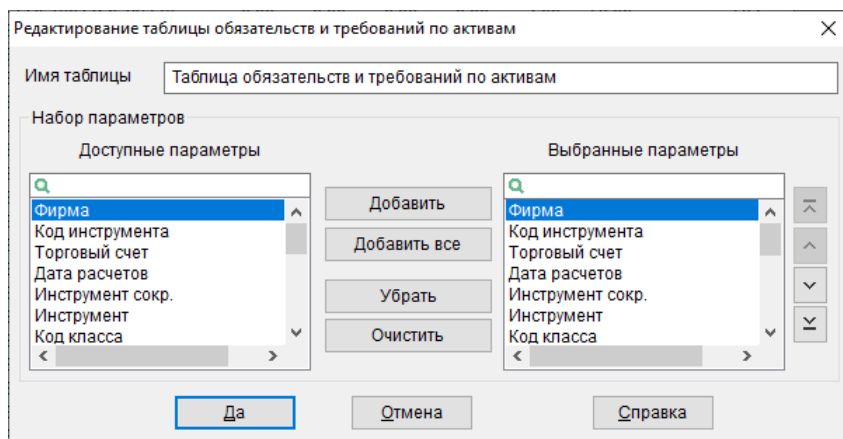 Редактирование таблицы обязательств и требований по активам
Имя таблицы
Таблица обязательств и требований по активам
Набор параметров
Доступные параметры
Выбранные параметры
Фирма
Код инструмента
Торговый счет
Дата расчетов
Инструмент сокр.
Инструмент
Код класса
Добавить
Добавить все
Убрать
Очистить
Фирма
Код инструмента
Торговый счет
Дата расчетов
Инструмент сокр.
Инструмент
Код класса
Да
Отмена
Справка